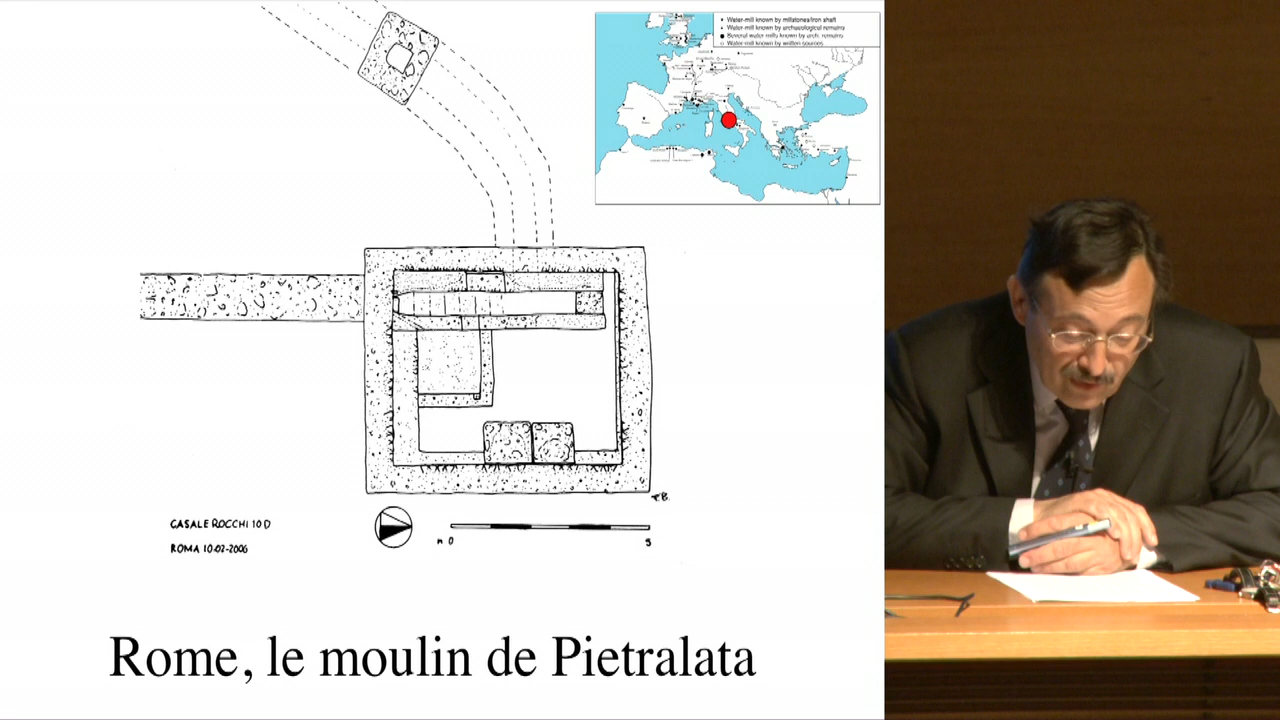 Water-mill known by millstones/iron shaft
Water-mill known by archaeological remains
Several water mills known by arch. remains
Water-mill known by written sources
T.B.
CASALE ROCCHI 10 D
ROMA 10-02-2006
m 0 5
Rome, le moulin de Pietralata